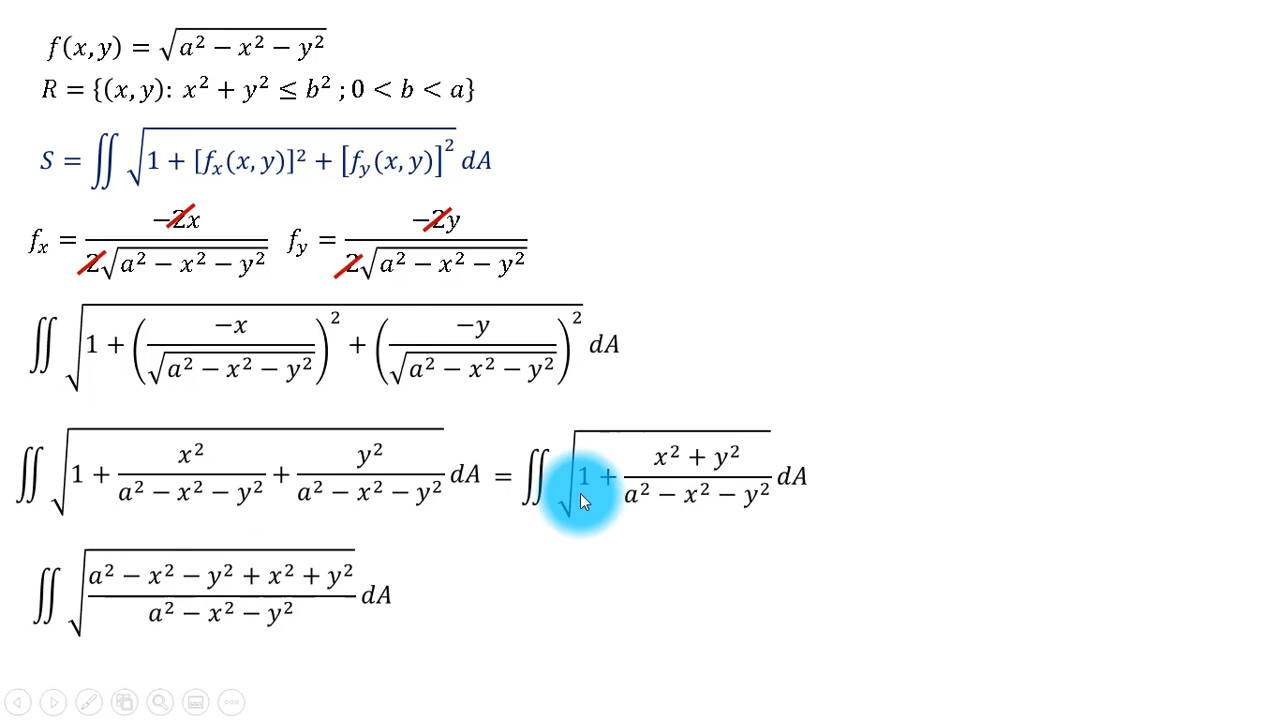 f(x,y) = √(a² − x² − y²)
R = {(x,y): x² + y² ≤ b² ; 0 < b < a}
S = ∬ √(1 + [fₓ(x,y)]² + [f_y(x,y)]²) dA
fₓ = −2x / (2√(a² − x² − y²))   f_y = −2y / (2√(a² − x² − y²))
∬ √(1 + (−x / √(a² − x² − y²))² + (−y / √(a² − x² − y²))²) dA
∬ √(1 + x² / (a² − x² − y²) + y² / (a² − x² − y²)) dA = ∬ √(1 + (x² + y²) / (a² − x² − y²)) dA
∬ √((a² − x² − y² + x² + y²) / (a² − x² − y²)) dA